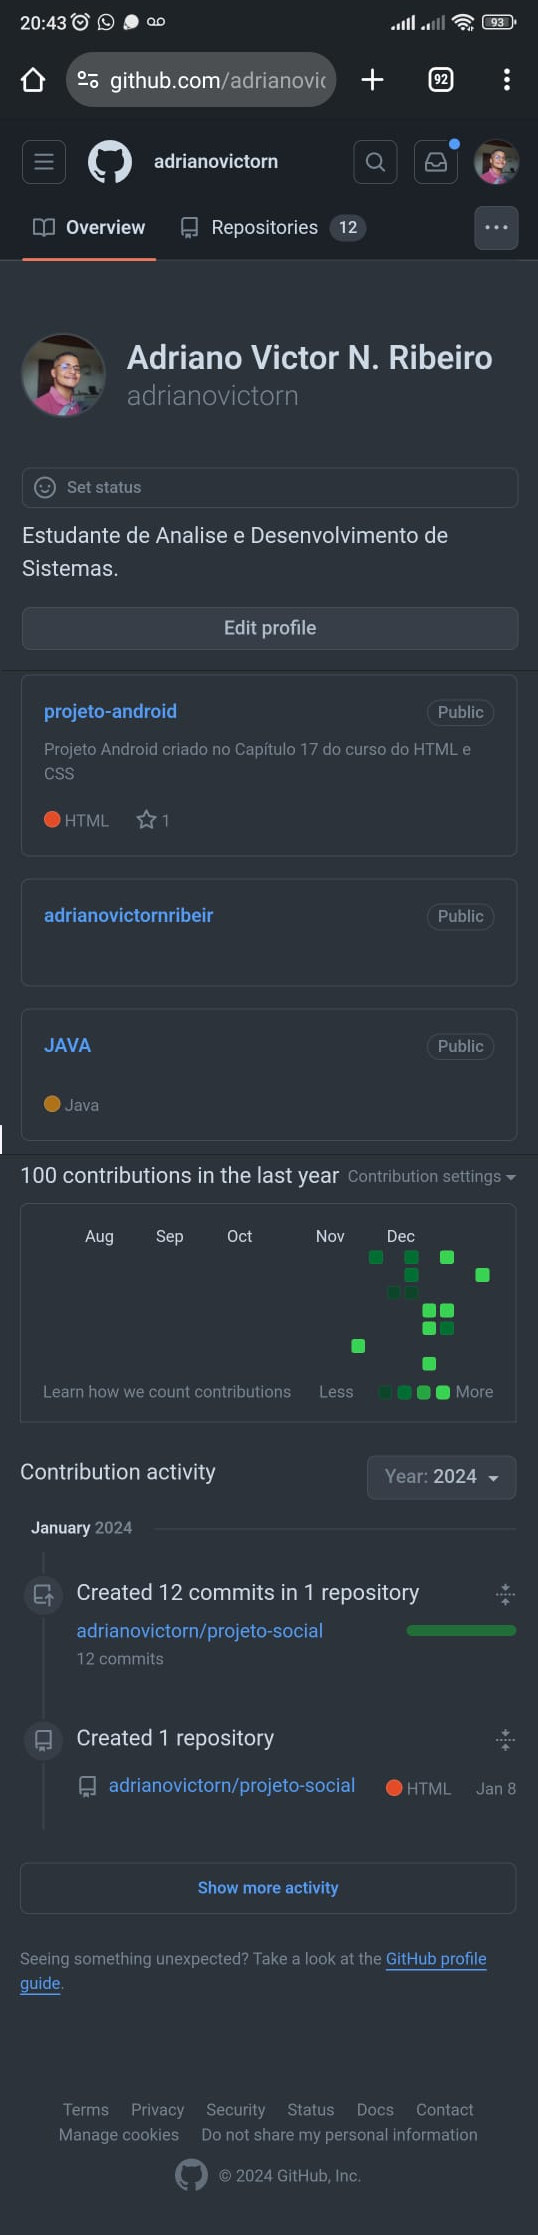 20:43
93
github.com/adrianovic
92
adrianovictorn
Overview
Repositories 12
Adriano Victor N. Ribeiro
adrianovictorn
Set status
Estudante de Analise e Desenvolvimento de
Sistemas.
Edit profile
projeto-android
Public
Projeto Android criado no Capítulo 17 do curso do HTML e
CSS
HTML
1
adrianovictornribeir
Public
JAVA
Public
Java
100 contributions in the last year
Contribution settings
Aug Sep Oct Nov Dec
Learn how we count contributions
Less
More
Contribution activity
Year: 2024
January 2024
Created 12 commits in 1 repository
adrianovictorn/projeto-social
12 commits
Created 1 repository
adrianovictorn/projeto-social
HTML
Jan 8
Show more activity
Seeing something unexpected? Take a look at the GitHub profile
guide.
Terms Privacy Security Status Docs Contact
Manage cookies Do not share my personal information
© 2024 GitHub, Inc.